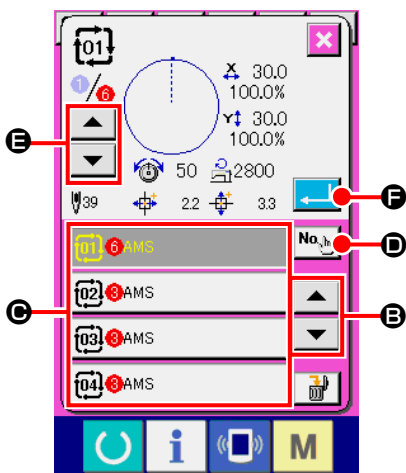 01
X 30.0
100.0%
1/6
Y 30.0
100.0%
E
50 2800
F
39 2.2 3.3
No.
D
01 6 AMS
02 3 AMS
B
C
03 3 AMS
04 3 AMS
i M